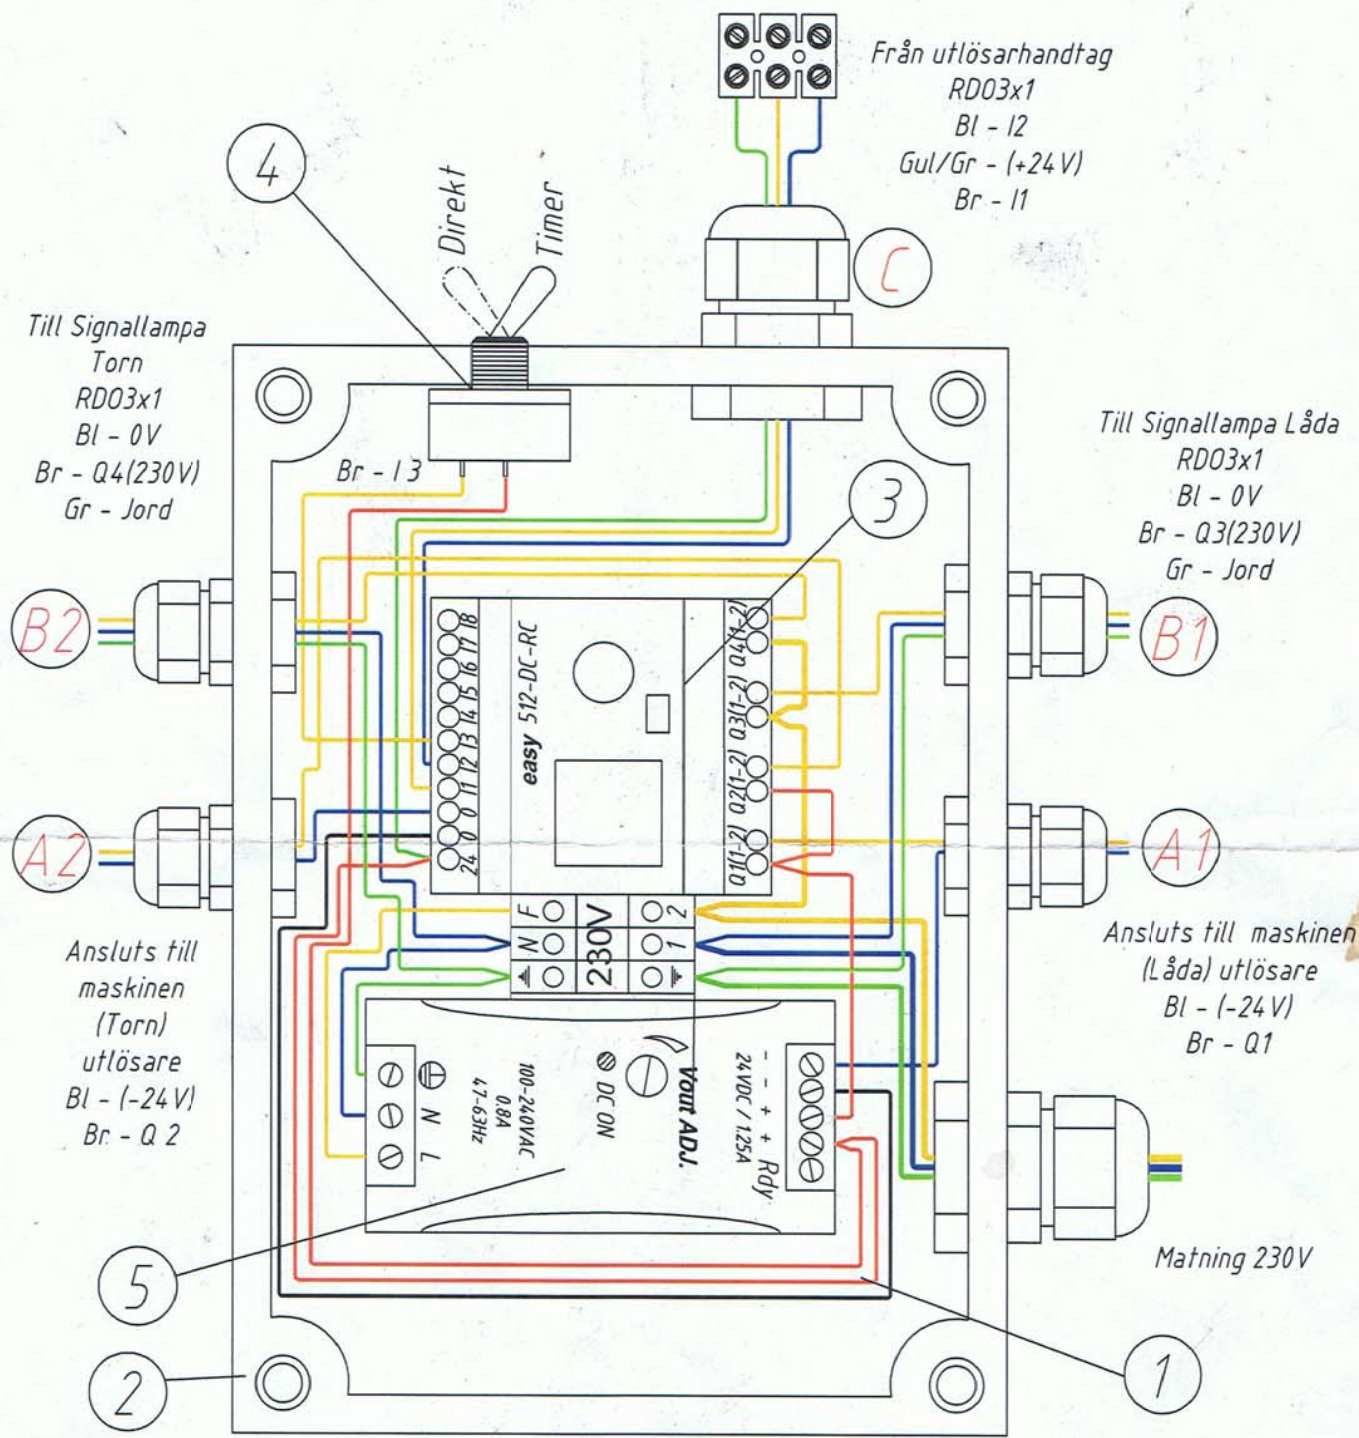 Från utlösarhandtag
RDO3x1
Bl - I2
Gul/Gr - (+24V)
Br - I1
4
Direkt
Timer
C
Till Signallampa
Torn
RDO3x1
Bl - 0V
Br - Q4(230V)
Gr - Jord
Br - I3
3
Till Signallampa Låda
RDO3x1
Bl - 0V
Br - Q3(230V)
Gr - Jord
B2
B1
I8
I7
I6
I5
I4
I3
I2
I1
0
0
24
easy 512-DC-RC
Q4(1-2)
Q3(1-2)
Q2(1-2)
Q1(1-2)
A2
A1
F
N
230V
2
1
Ansluts till
maskinen
(Torn)
utlösare
Bl - (-24V)
Br - Q2
Ansluts till maskinen
(Låda) utlösare
Bl - (-24V)
Br - Q1
N
L
100-240VAC
0.8A
47-63Hz
DC ON
Vout ADJ.
24VDC / 1.25A
- - + + Rdy
Matning 230V
5
2
1